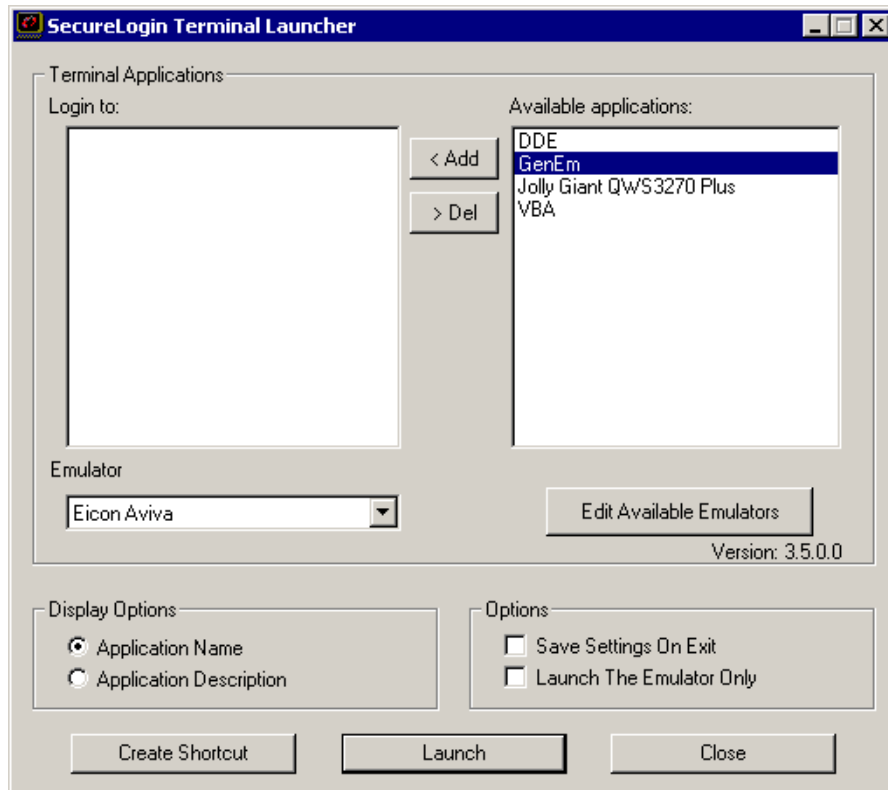 SecureLogin Terminal Launcher
Terminal Applications
Login to:
Available applications:
< Add
> Del
DDE
GenEm
Jolly Giant QWS3270 Plus
VBA
Emulator
Eicon Aviva
Edit Available Emulators
Version: 3.5.0.0
Display Options
Application Name
Application Description
Options
Save Settings On Exit
Launch The Emulator Only
Create Shortcut
Launch
Close